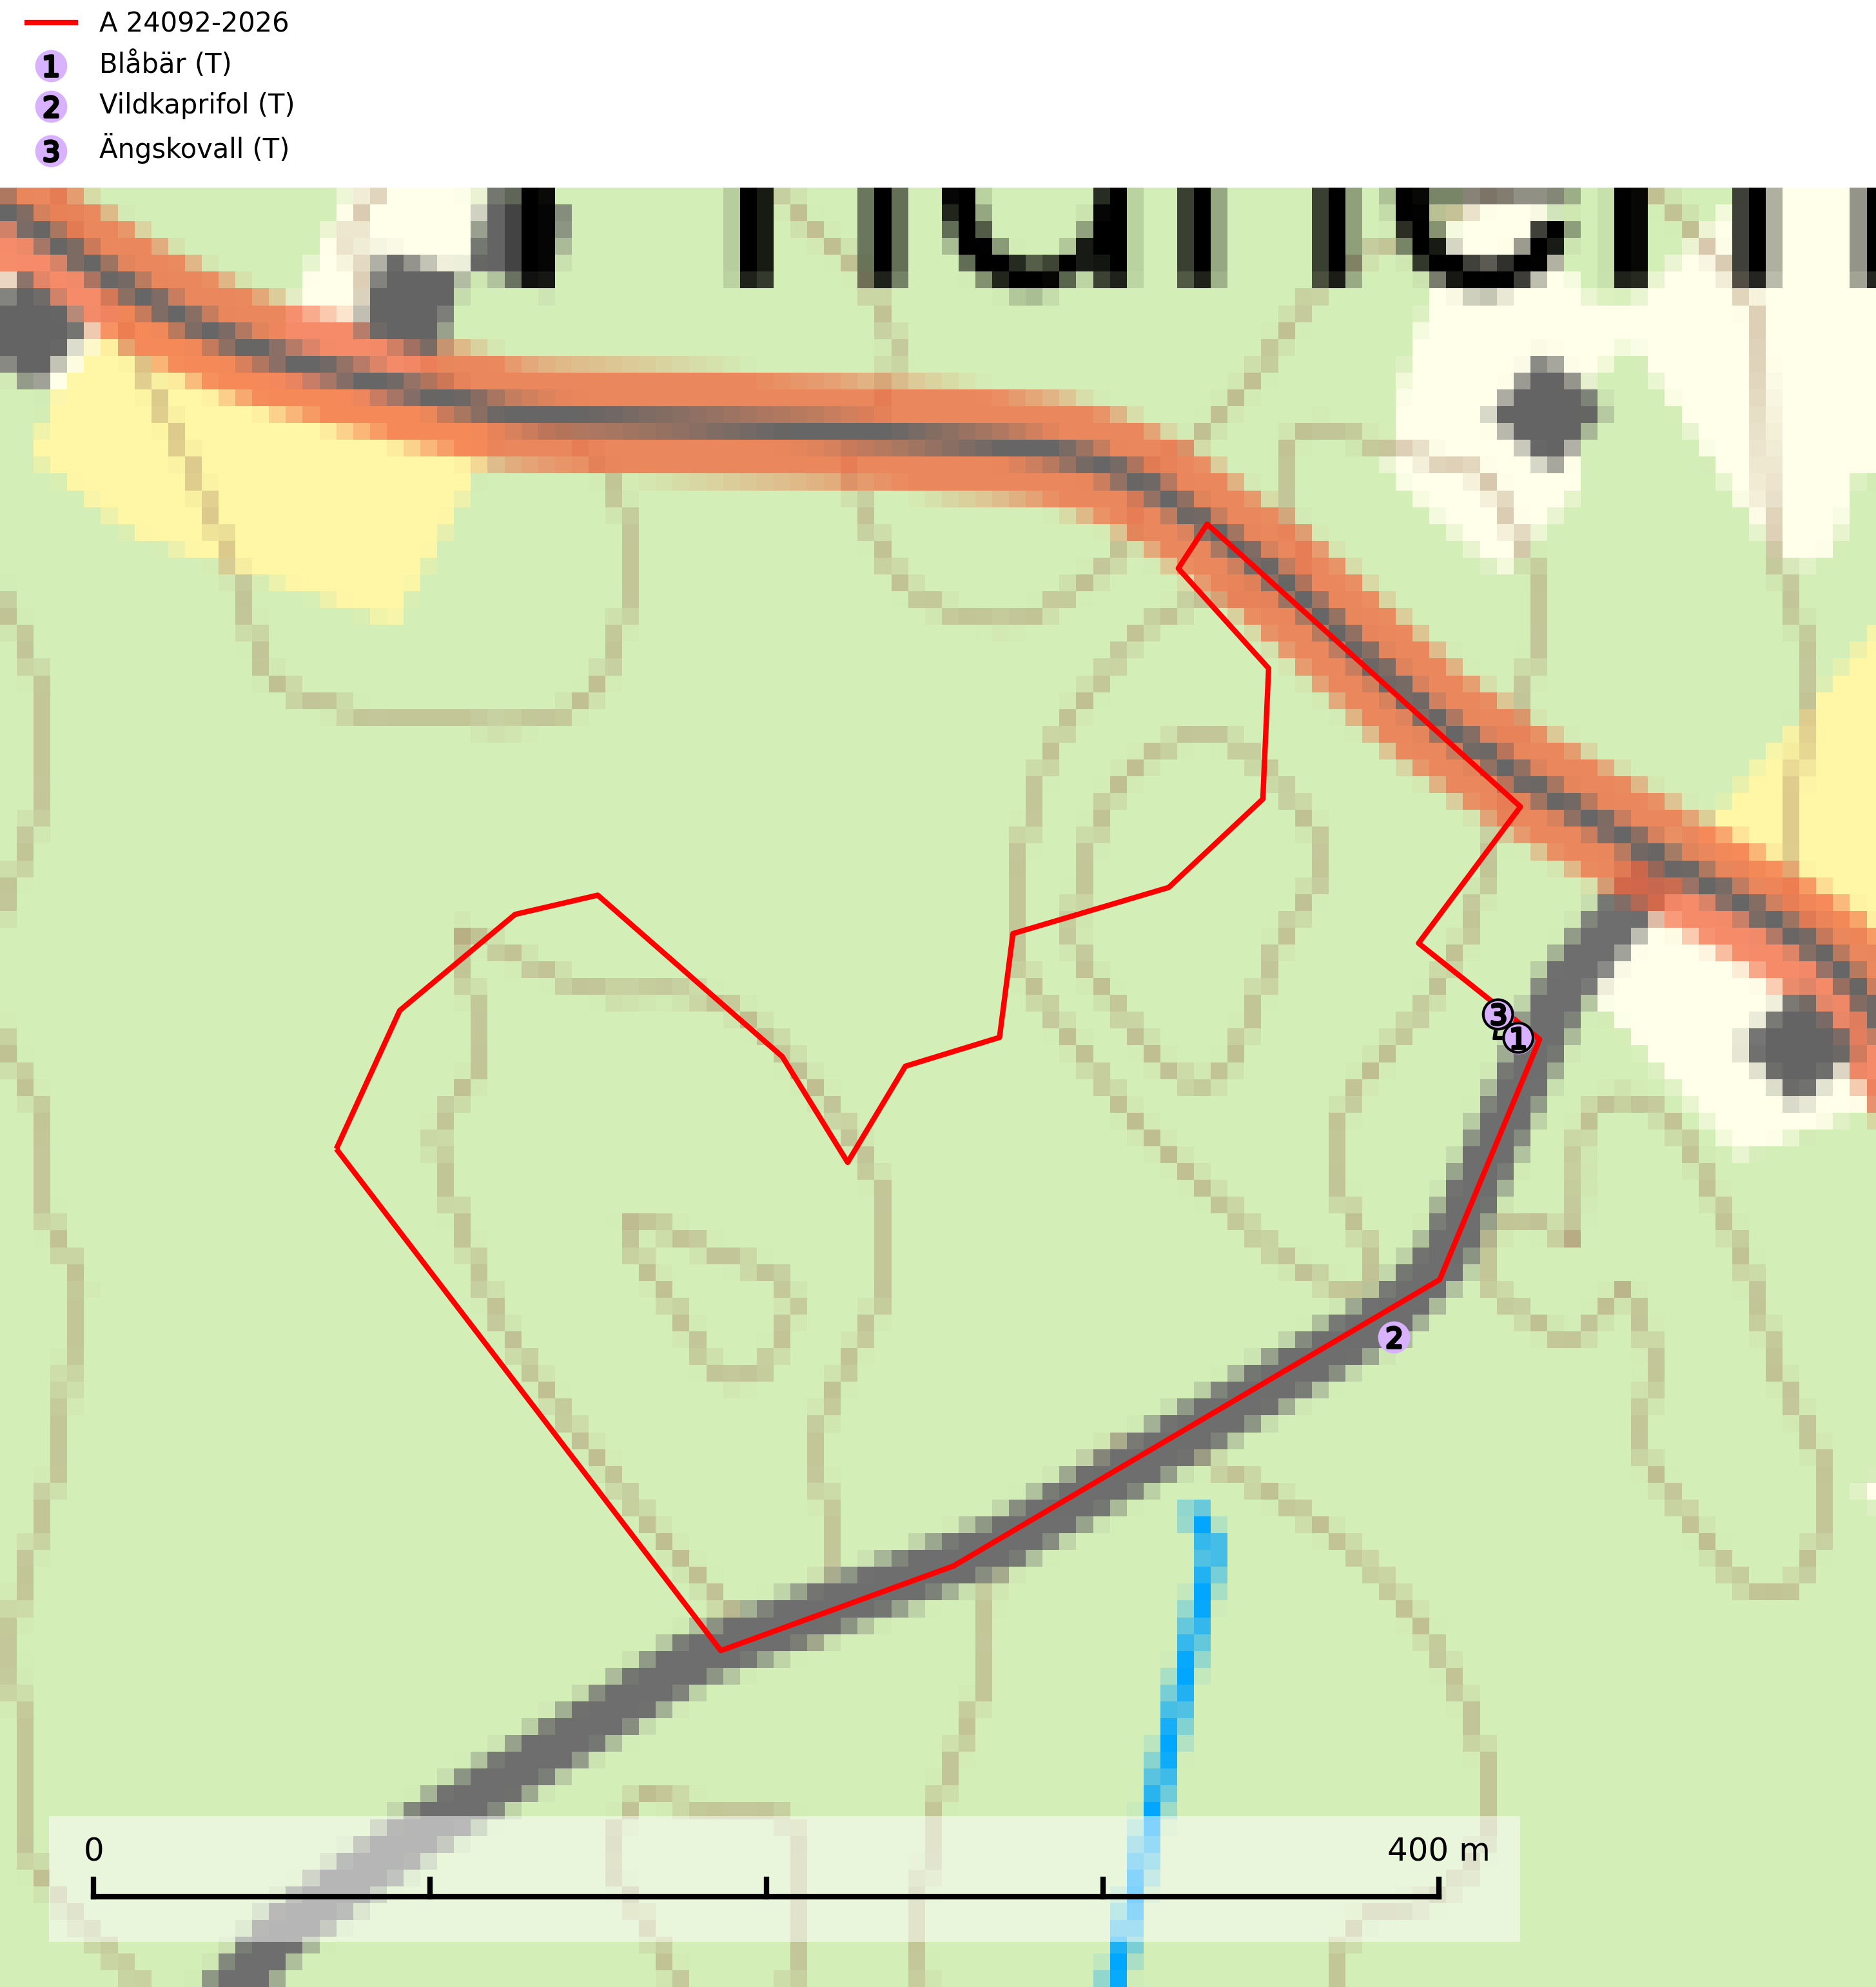 A 24092-2026
1 Blåbär (T)
2 Vildkaprifol (T)
3 Ängskovall (T)
3
1
2
0 400 m